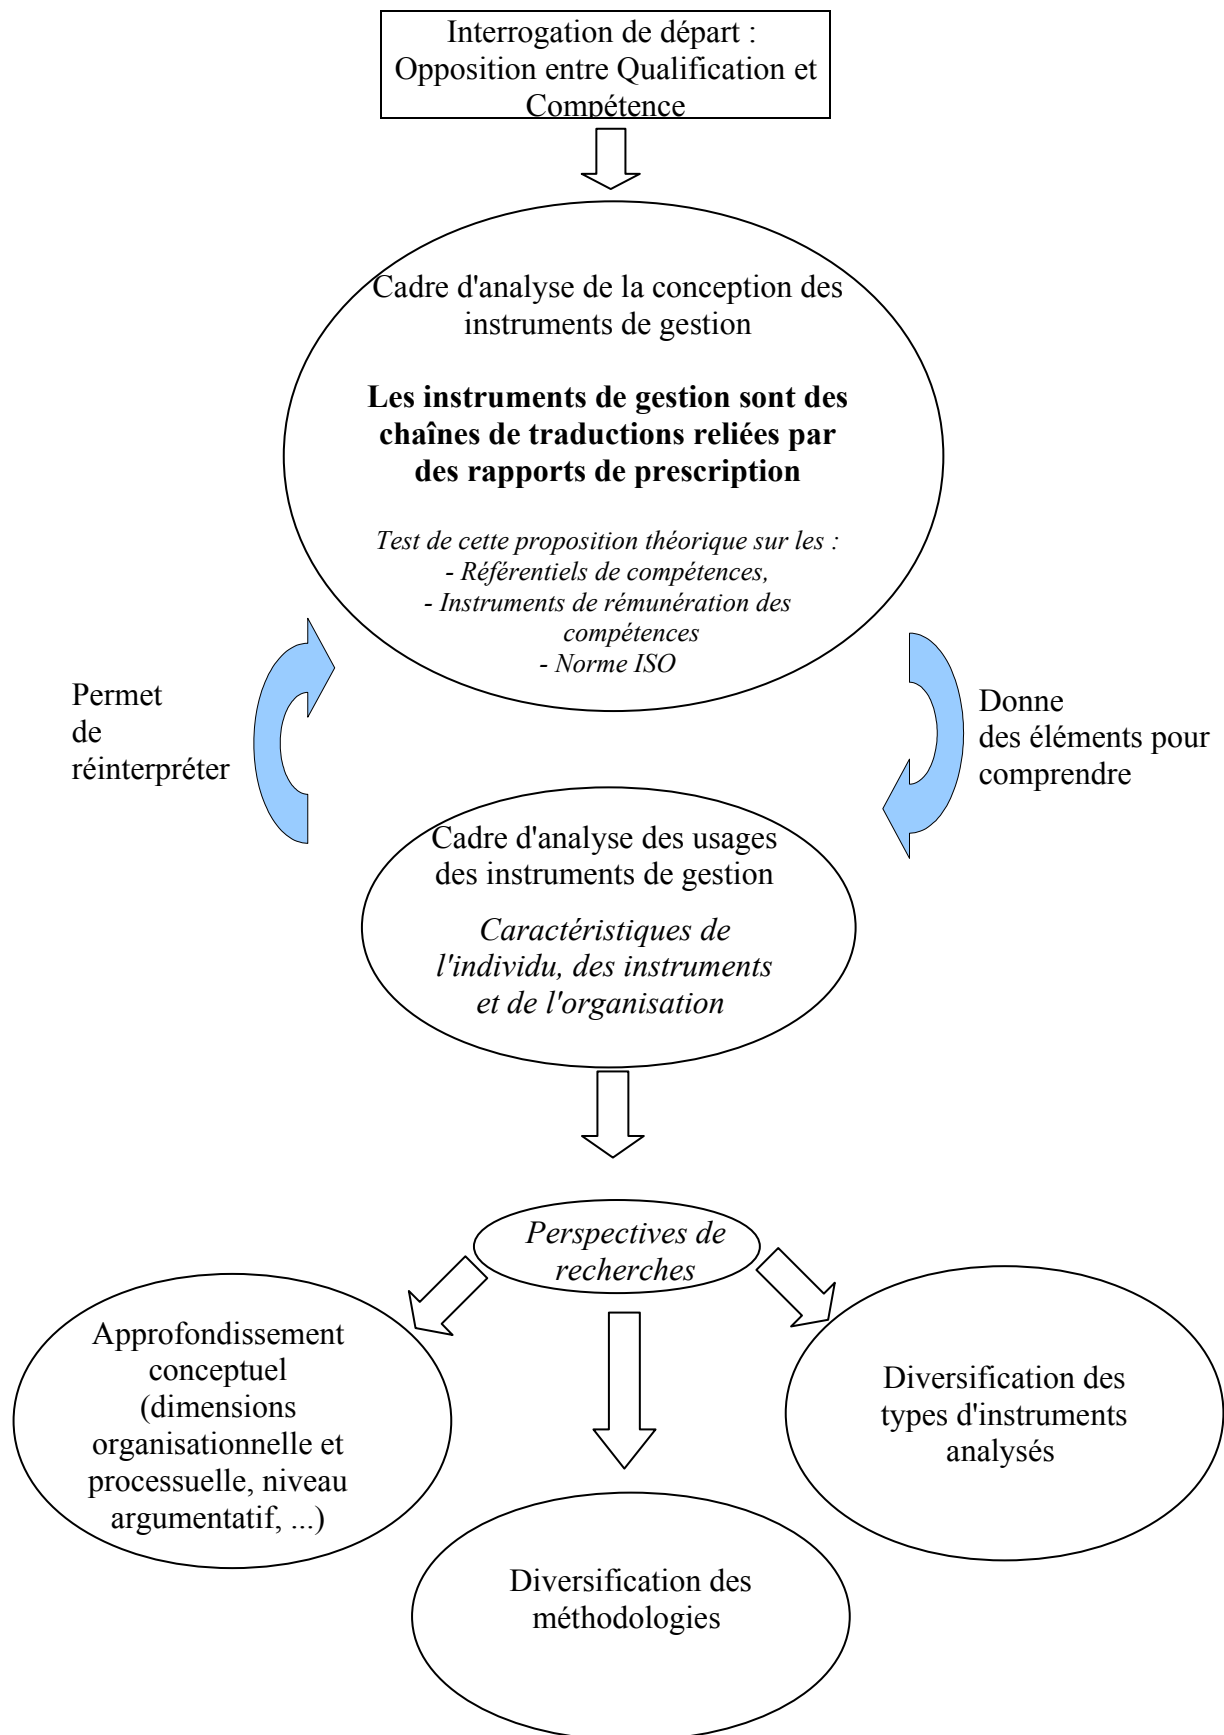 Interrogation de départ :
Opposition entre Qualification et
Compétence
Cadre d'analyse de la conception des
instruments de gestion
Les instruments de gestion sont des
chaînes de traductions reliées par
des rapports de prescription
Test de cette proposition théorique sur les :
- Référentiels de compétences,
- Instruments de rémunération des
compétences
- Norme ISO
Permet
de
réinterpréter
Donne
des éléments pour
comprendre
Cadre d'analyse des usages
des instruments de gestion
Caractéristiques de
l'individu, des instruments
et de l'organisation
Perspectives de
recherches
Approfondissement
conceptuel
(dimensions
organisationnelle et
processuelle, niveau
argumentatif, ...)
Diversification des
types d'instruments
analysés
Diversification des
méthodologies